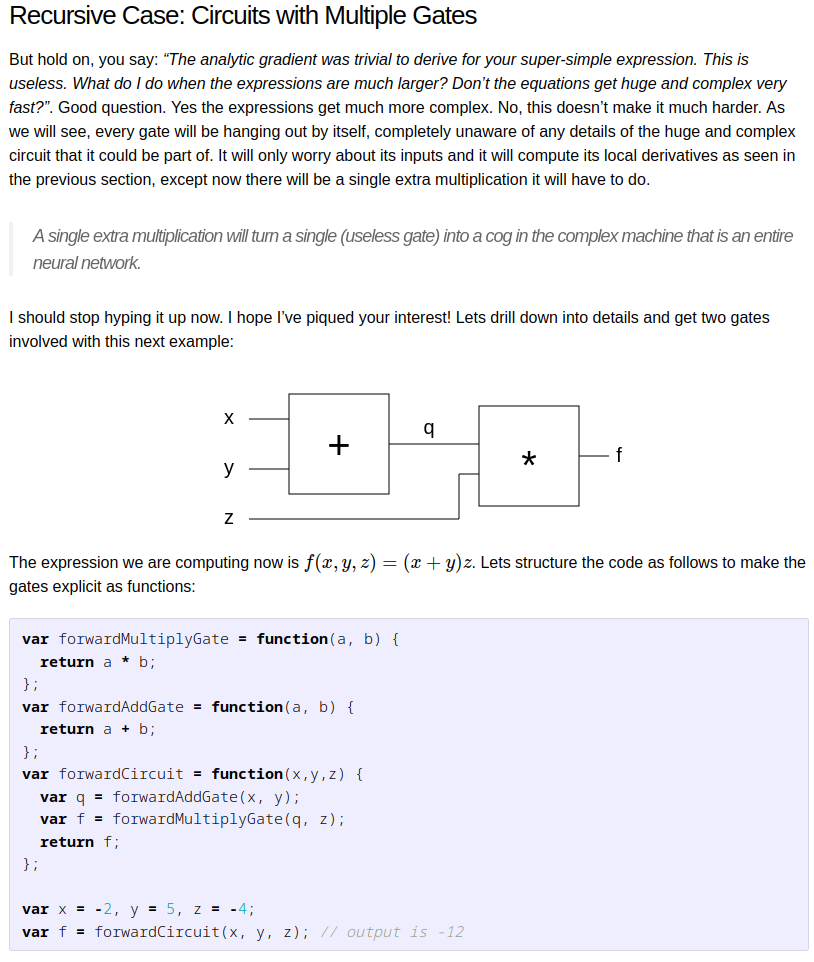 Recursive Case: Circuits with Multiple Gates
But hold on, you say: “The analytic gradient was trivial to derive for your super-simple expression. This is
useless. What do I do when the expressions are much larger? Don’t the equations get huge and complex very
fast?”. Good question. Yes the expressions get much more complex. No, this doesn’t make it much harder. As
we will see, every gate will be hanging out by itself, completely unaware of any details of the huge and complex
circuit that it could be part of. It will only worry about its inputs and it will compute its local derivatives as seen in
the previous section, except now there will be a single extra multiplication it will have to do.
A single extra multiplication will turn a single (useless gate) into a cog in the complex machine that is an entire
neural network.
I should stop hyping it up now. I hope I’ve piqued your interest! Lets drill down into details and get two gates
involved with this next example:
x
y
z
+
q
*
f
The expression we are computing now is f(x, y, z) = (x + y)z. Lets structure the code as follows to make the
gates explicit as functions:
var forwardMultiplyGate = function(a, b) {
  return a * b;
};
var forwardAddGate = function(a, b) {
  return a + b;
};
var forwardCircuit = function(x,y,z) {
  var q = forwardAddGate(x, y);
  var f = forwardMultiplyGate(q, z);
  return f;
};
var x = -2, y = 5, z = -4;
var f = forwardCircuit(x, y, z); // output is -12